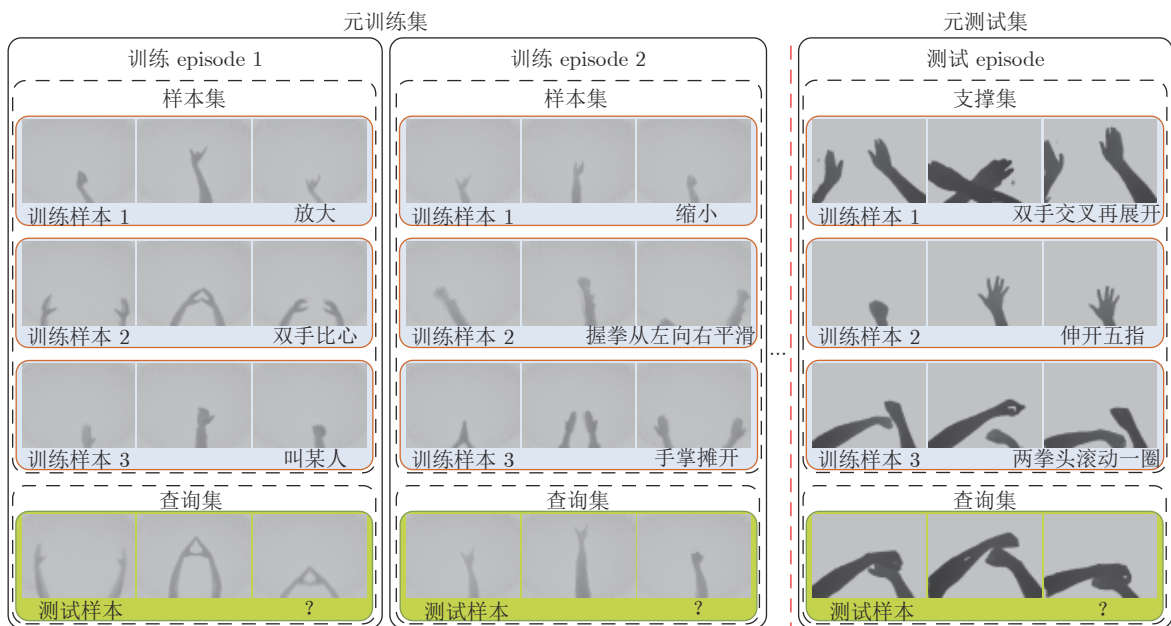 元训练集
训练 episode 1
样本集
训练样本 1 放大
训练样本 2 双手比心
训练样本 3 叫某人
查询集
测试样本 ?
训练 episode 2
样本集
训练样本 1 缩小
训练样本 2 握拳从左向右平滑
训练样本 3 手掌摊开
查询集
测试样本 ?
...
元测试集
测试 episode
支撑集
训练样本 1 双手交叉再展开
训练样本 2 伸开五指
训练样本 3 两拳头滚动一圈
查询集
测试样本 ?